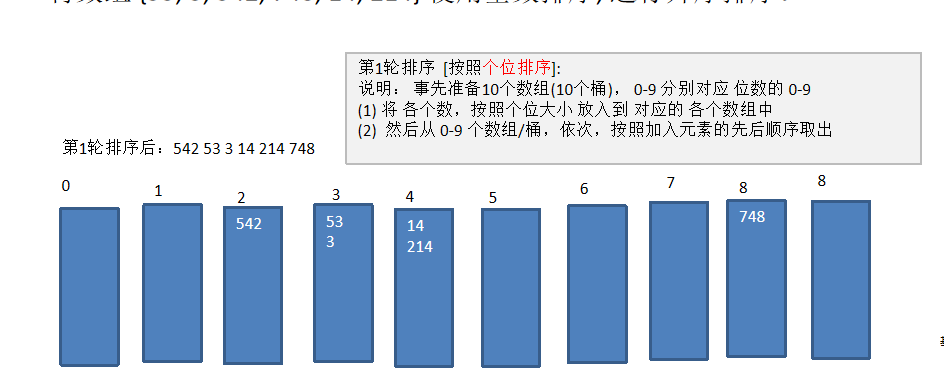 第1轮排序 [按照个位排序]:
说明： 事先准备10个数组(10个桶)， 0-9 分别对应 位数的 0-9
(1) 将 各个数，按照个位大小 放入到 对应的 各个数组中
(2) 然后从 0-9 个数组/桶，依次，按照加入元素的先后顺序取出
第1轮排序后：542 53 3 14 214 748
0 1 2 3 4 5 6 7 8 8
542 53 14 748
3 214